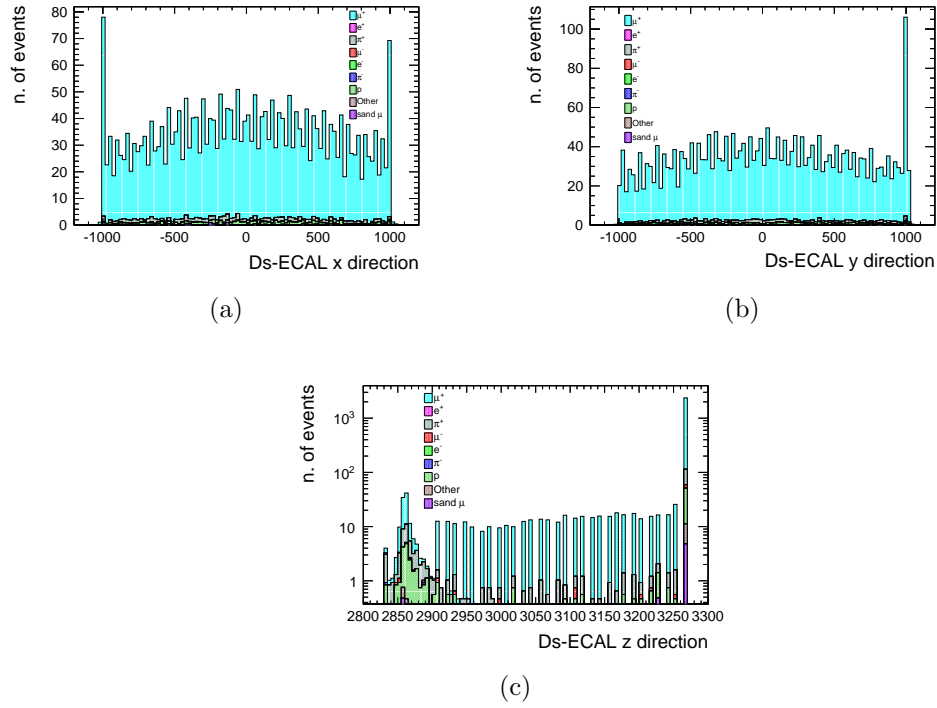 n. of events
80
70
60
50
40
30
20
10
0
-1000 -500 0 500 1000
Ds-ECAL x direction
μ+
e+
π+
μ-
e-
π-
p
Other
sand μ
(a)
n. of events
100
80
60
40
20
0
-1000 -500 0 500 1000
Ds-ECAL y direction
μ+
e+
π+
μ-
e-
π-
p
Other
sand μ
(b)
n. of events
10³
10²
10
1
2800 2850 2900 2950 3000 3050 3100 3150 3200 3250 3300
Ds-ECAL z direction
μ+
e+
π+
μ-
e-
π-
p
Other
sand μ
(c)